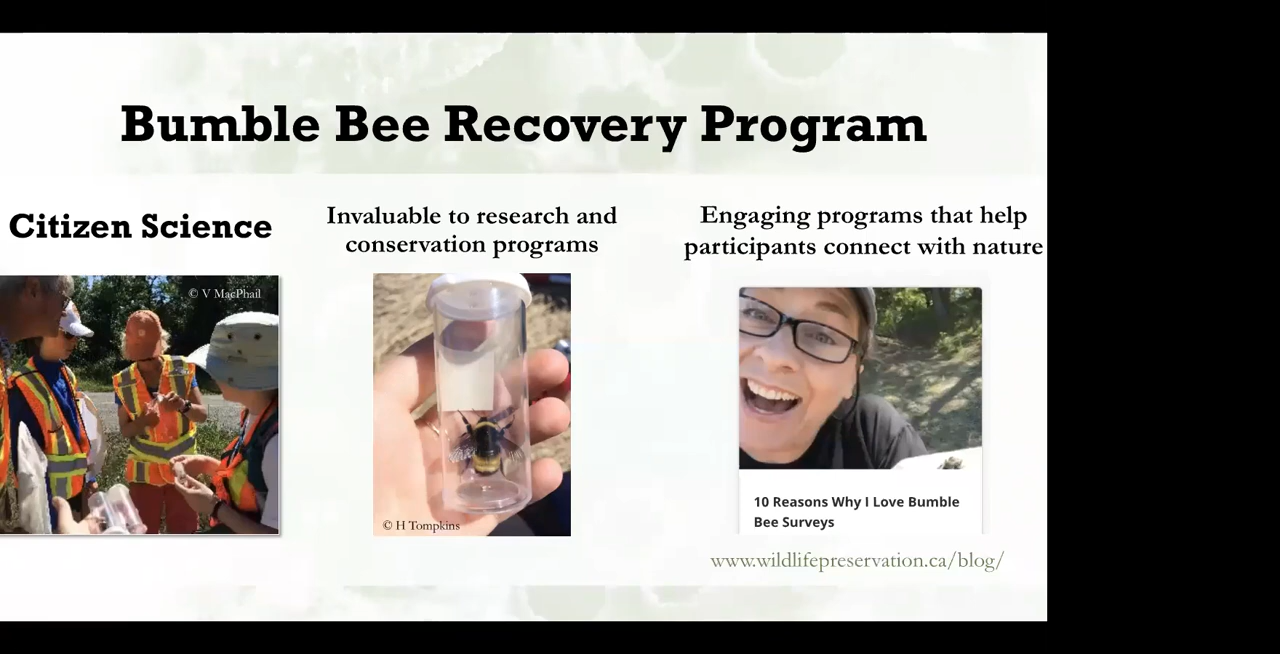 Bumble Bee Recovery Program
Citizen Science
© V MacPhail
Invaluable to research and
conservation programs
© H Tompkins
Engaging programs that help
participants connect with nature
10 Reasons Why I Love Bumble
Bee Surveys
www.wildlifepreservation.ca/blog/